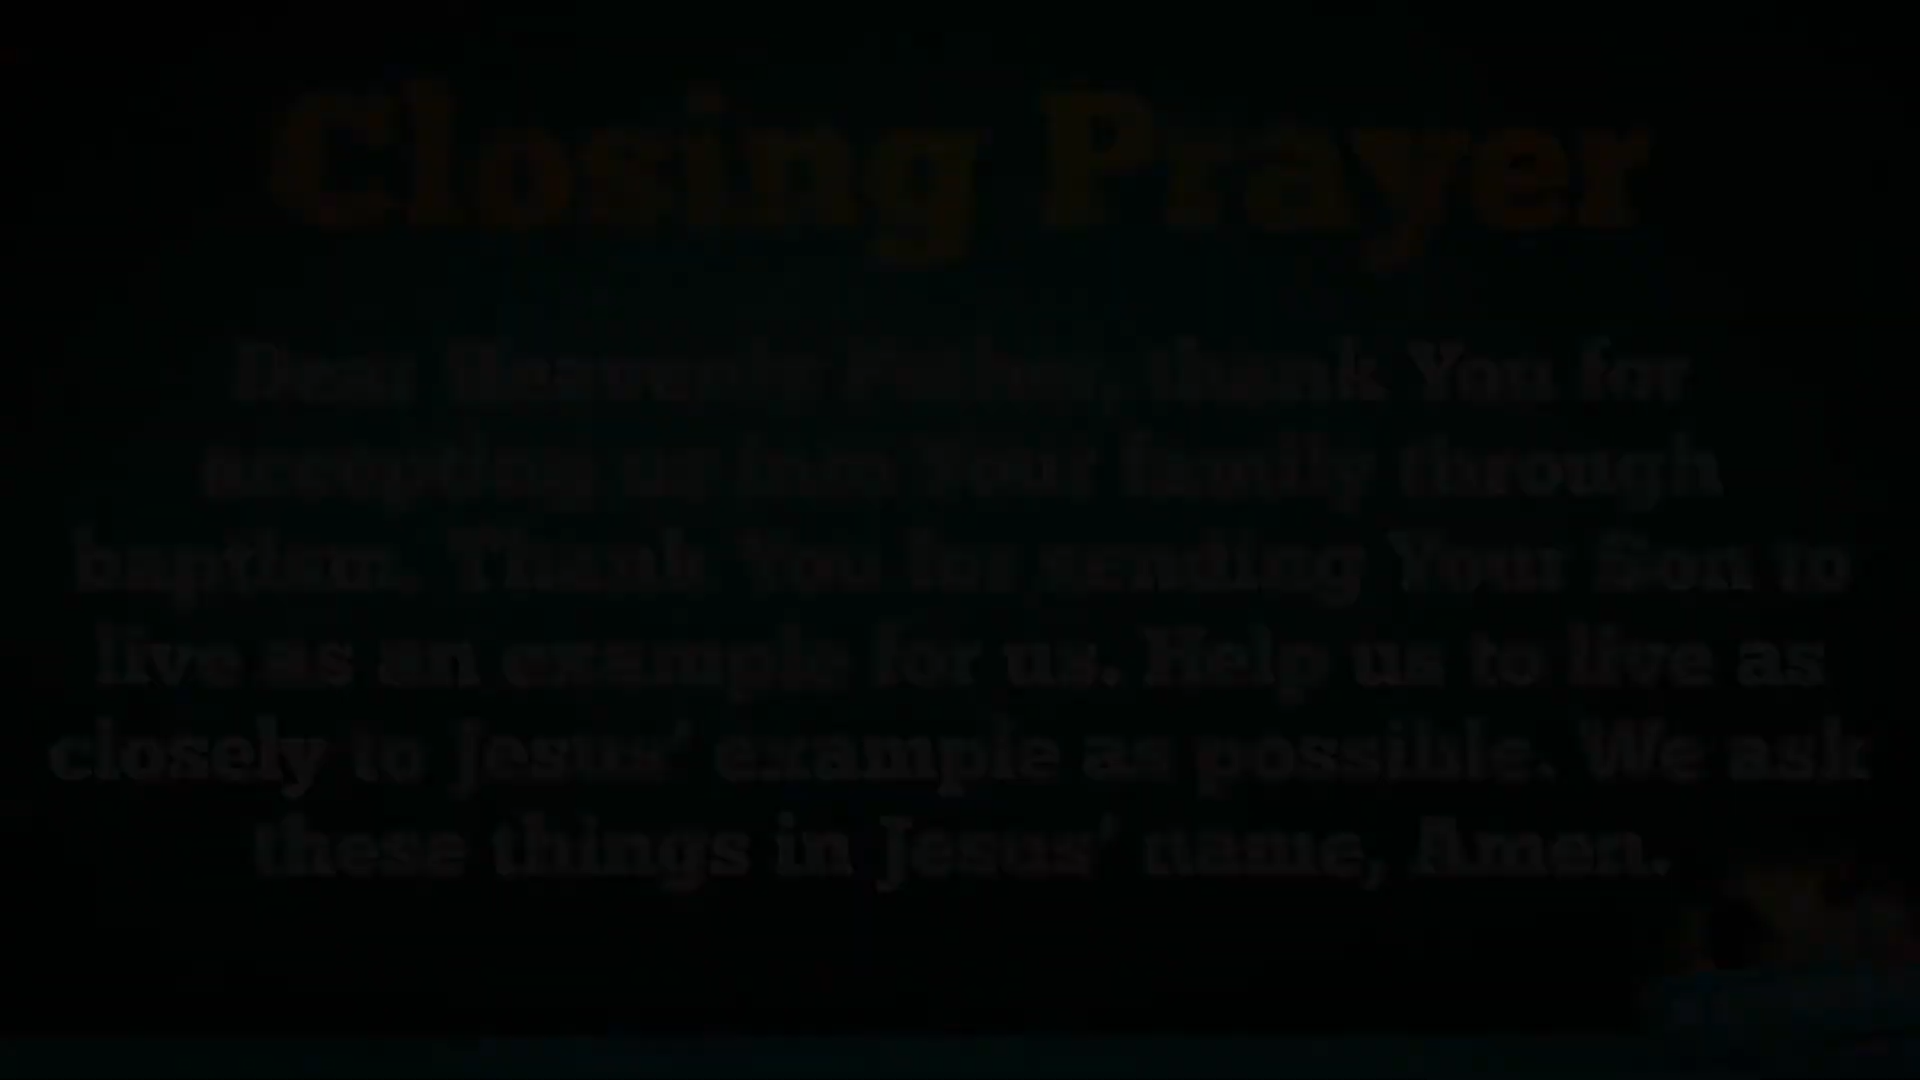 Closing Prayer
Dear Heavenly Father, thank You for
accepting us into Your family through
baptism. Thank You for sending Your Son to
live as an example for us. Help us to live as
closely to Jesus' example as possible. We ask
these things in Jesus' name, Amen.